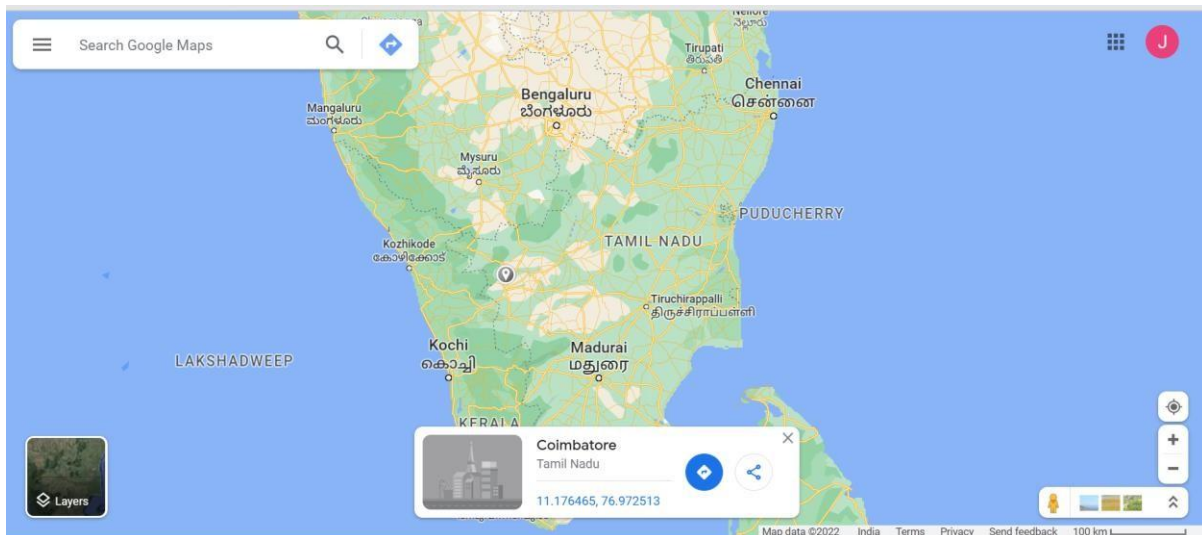 Search Google Maps
J
Nellore
నెల్లూరు
Tirupati
తిరుపతి
Chennai
சென்னை
Bengaluru
ಬೆಂಗಳೂರು
Mangaluru
ಮಂಗಳೂರು
Mysuru
ಮೈಸೂರು
PUDUCHERRY
TAMIL NADU
Kozhikode
കോഴിക്കോട്
Tiruchirappalli
திருச்சிராப்பள்ளி
Kochi
കൊച്ചി
Madurai
மதுரை
LAKSHADWEEP
KERALA
Coimbatore
Tamil Nadu
11.176465, 76.972513
Layers
Map data ©2022 India Terms Privacy Send feedback 100 km